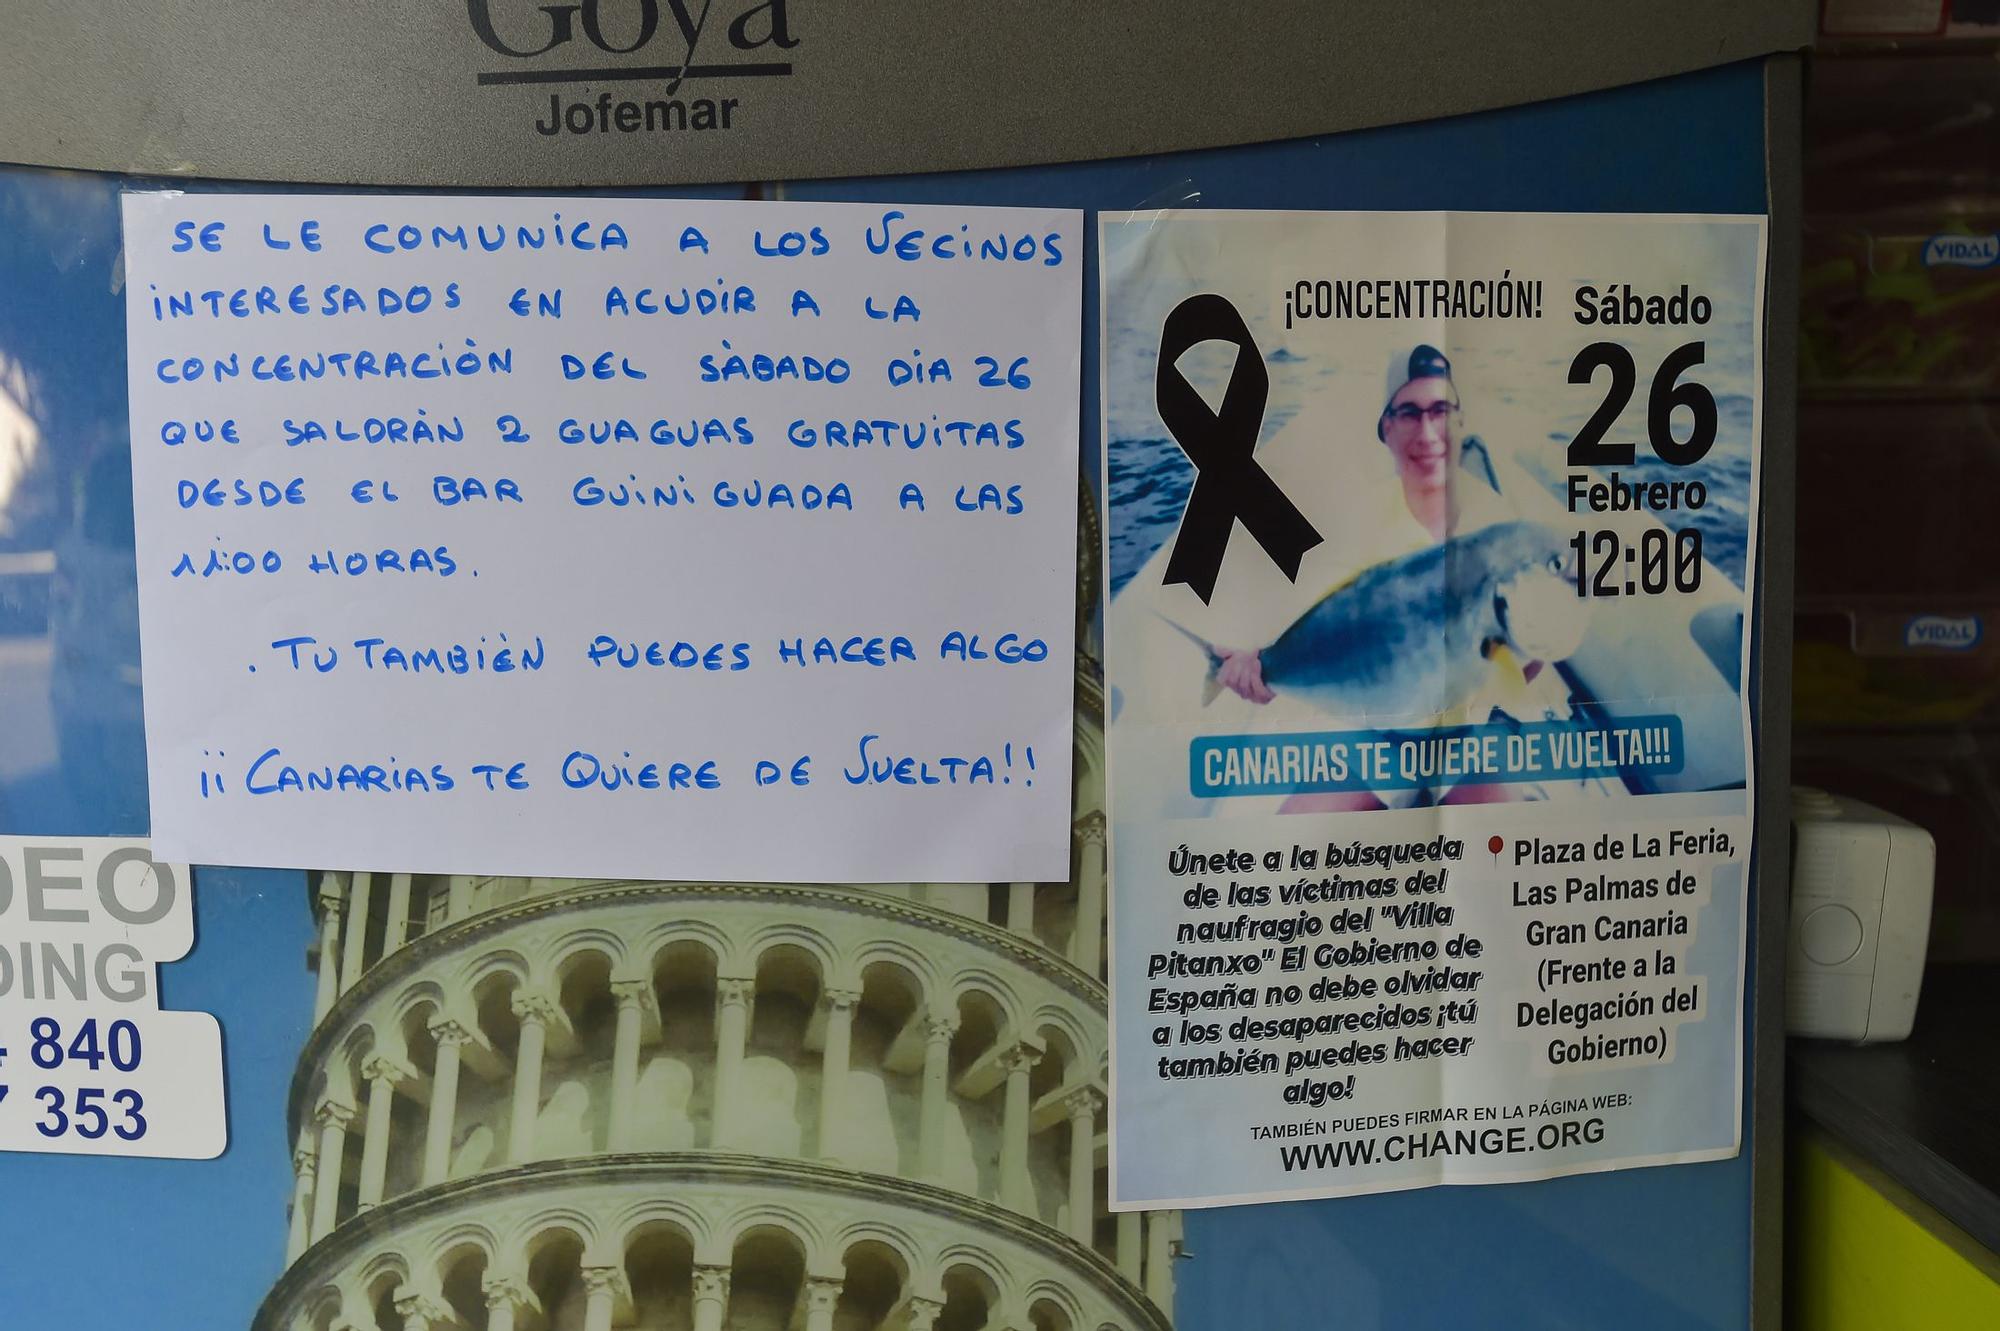 Goya
Jofemar
SE LE COMUNICA A LOS VECINOS
INTERESADOS EN ACUDIR A LA
CONCENTRACIÒN DEL SÀBADO DIA 26
QUE SALDRÀN 2 GUAGUAS GRATUITAS
DESDE EL BAR GUINIGUADA A LAS
11:00 HORAS.
. TU TAMBIÈN PUEDES HACER ALGO
¡¡ CANARIAS TE QUIERE DE VUELTA!!
¡CONCENTRACIÓN!
Sábado
26
Febrero
12:00
CANARIAS TE QUIERE DE VUELTA!!!
Únete a la búsqueda
de las víctimas del
naufragio del "Villa
Pitanxo" El Gobierno de
España no debe olvidar
a los desaparecidos ¡tú
también puedes hacer
algo!
Plaza de La Feria,
Las Palmas de
Gran Canaria
(Frente a la
Delegación del
Gobierno)
TAMBIÉN PUEDES FIRMAR EN LA PÁGINA WEB:
WWW.CHANGE.ORG
DEO
DING
840
353
VIDAL
VIDAL